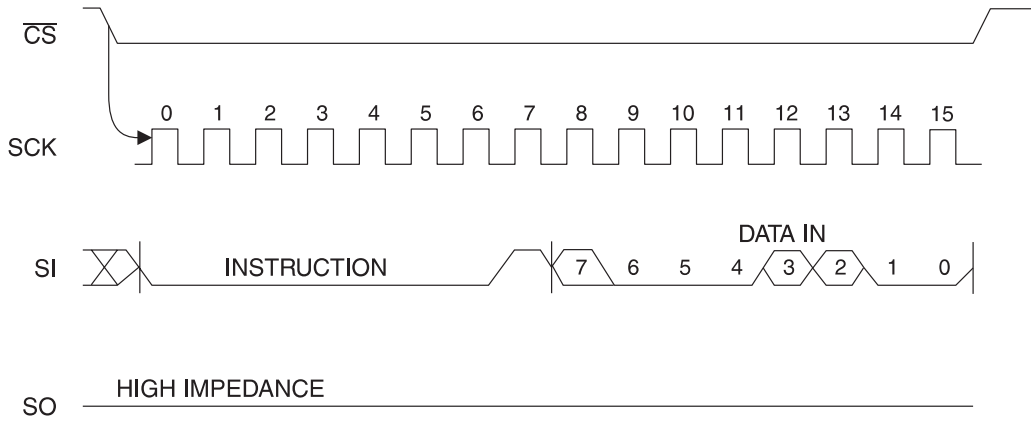 CS
0 1 2 3 4 5 6 7 8 9 10 11 12 13 14 15
SCK
DATA IN
SI INSTRUCTION 7 6 5 4 3 2 1 0
HIGH IMPEDANCE
SO